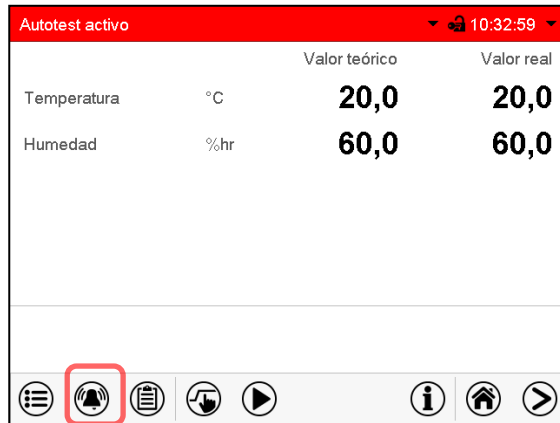 Autotest activo 10:32:59
Valor teórico Valor real
Temperatura °C 20,0 20,0
Humedad %hr 60,0 60,0